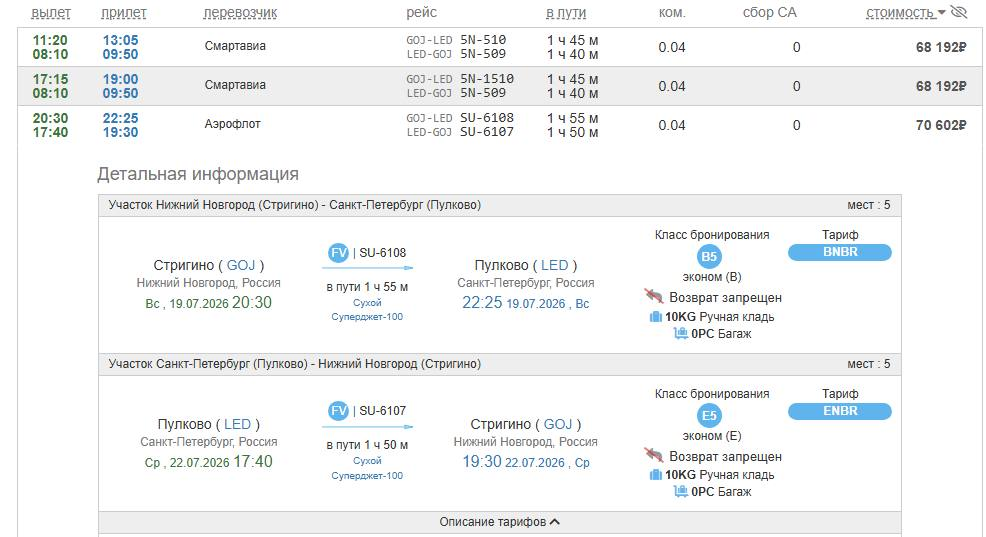 вылет прилет перевозчик рейс в пути ком. сбор СА стоимость
11:20 13:05 Смартавиа GOJ-LED 5N-510 1 ч 45 м 0.04 0 68 192₽
08:10 09:50 LED-GOJ 5N-509 1 ч 40 м
17:15 19:00 Смартавиа GOJ-LED 5N-1510 1 ч 45 м 0.04 0 68 192₽
08:10 09:50 LED-GOJ 5N-509 1 ч 40 м
20:30 22:25 Аэрофлот GOJ-LED SU-6108 1 ч 55 м 0.04 0 70 602₽
17:40 19:30 LED-GOJ SU-6107 1 ч 50 м
Детальная информация
Участок Нижний Новгород (Стригино) - Санкт-Петербург (Пулково) мест : 5
Стригино ( GOJ )
Нижний Новгород, Россия
Вс , 19.07.2026 20:30
FV | SU-6108
в пути 1 ч 55 м
Сухой
Суперджет-100
Пулково ( LED )
Санкт-Петербург, Россия
22:25 19.07.2026 , Вс
Класс бронирования
B5
эконом (B)
Возврат запрещен
10KG Ручная кладь
0PC Багаж
Тариф
BNBR
Участок Санкт-Петербург (Пулково) - Нижний Новгород (Стригино) мест : 5
Пулково ( LED )
Санкт-Петербург, Россия
Ср , 22.07.2026 17:40
FV | SU-6107
в пути 1 ч 50 м
Сухой
Суперджет-100
Стригино ( GOJ )
Нижний Новгород, Россия
19:30 22.07.2026 , Ср
Класс бронирования
E5
эконом (E)
Возврат запрещен
10KG Ручная кладь
0PC Багаж
Тариф
ENBR
Описание тарифов